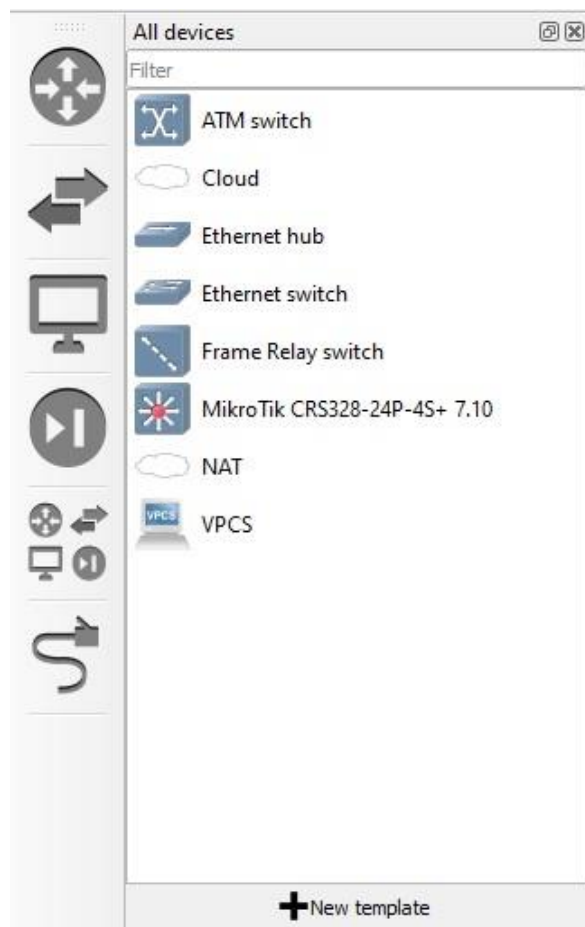 All devices
Filter
ATM switch
Cloud
Ethernet hub
Ethernet switch
Frame Relay switch
MikroTik CRS328-24P-4S+ 7.10
NAT
VPCS
VPCS
New template